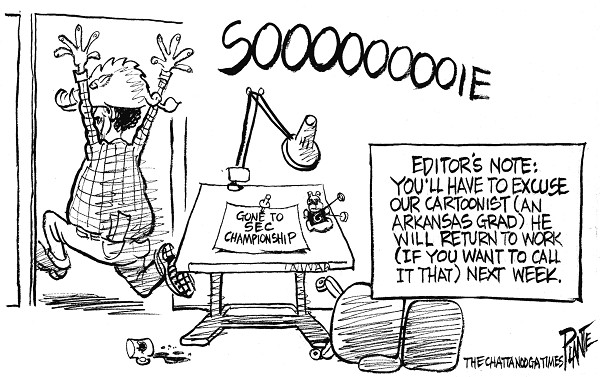 SOOOOOOOOIE
GONE TO
SEC
CHAMPIONSHIP
EDITOR'S NOTE:
YOU'LL HAVE TO EXCUSE
OUR CARTOONIST (AN
ARKANSAS GRAD) HE
WILL RETURN TO WORK
(IF YOU WANT TO CALL
IT THAT) NEXT WEEK.
PLANTE
THE CHATTANOOGA TIMES